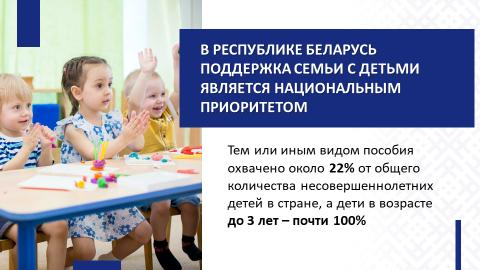 В РЕСПУБЛИКЕ БЕЛАРУСЬ
ПОДДЕРЖКА СЕМЬИ С ДЕТЬМИ
ЯВЛЯЕТСЯ НАЦИОНАЛЬНЫМ
ПРИОРИТЕТОМ
Тем или иным видом пособия
охвачено около 22% от общего
количества несовершеннолетних
детей в стране, а дети в возрасте
до 3 лет – почти 100%